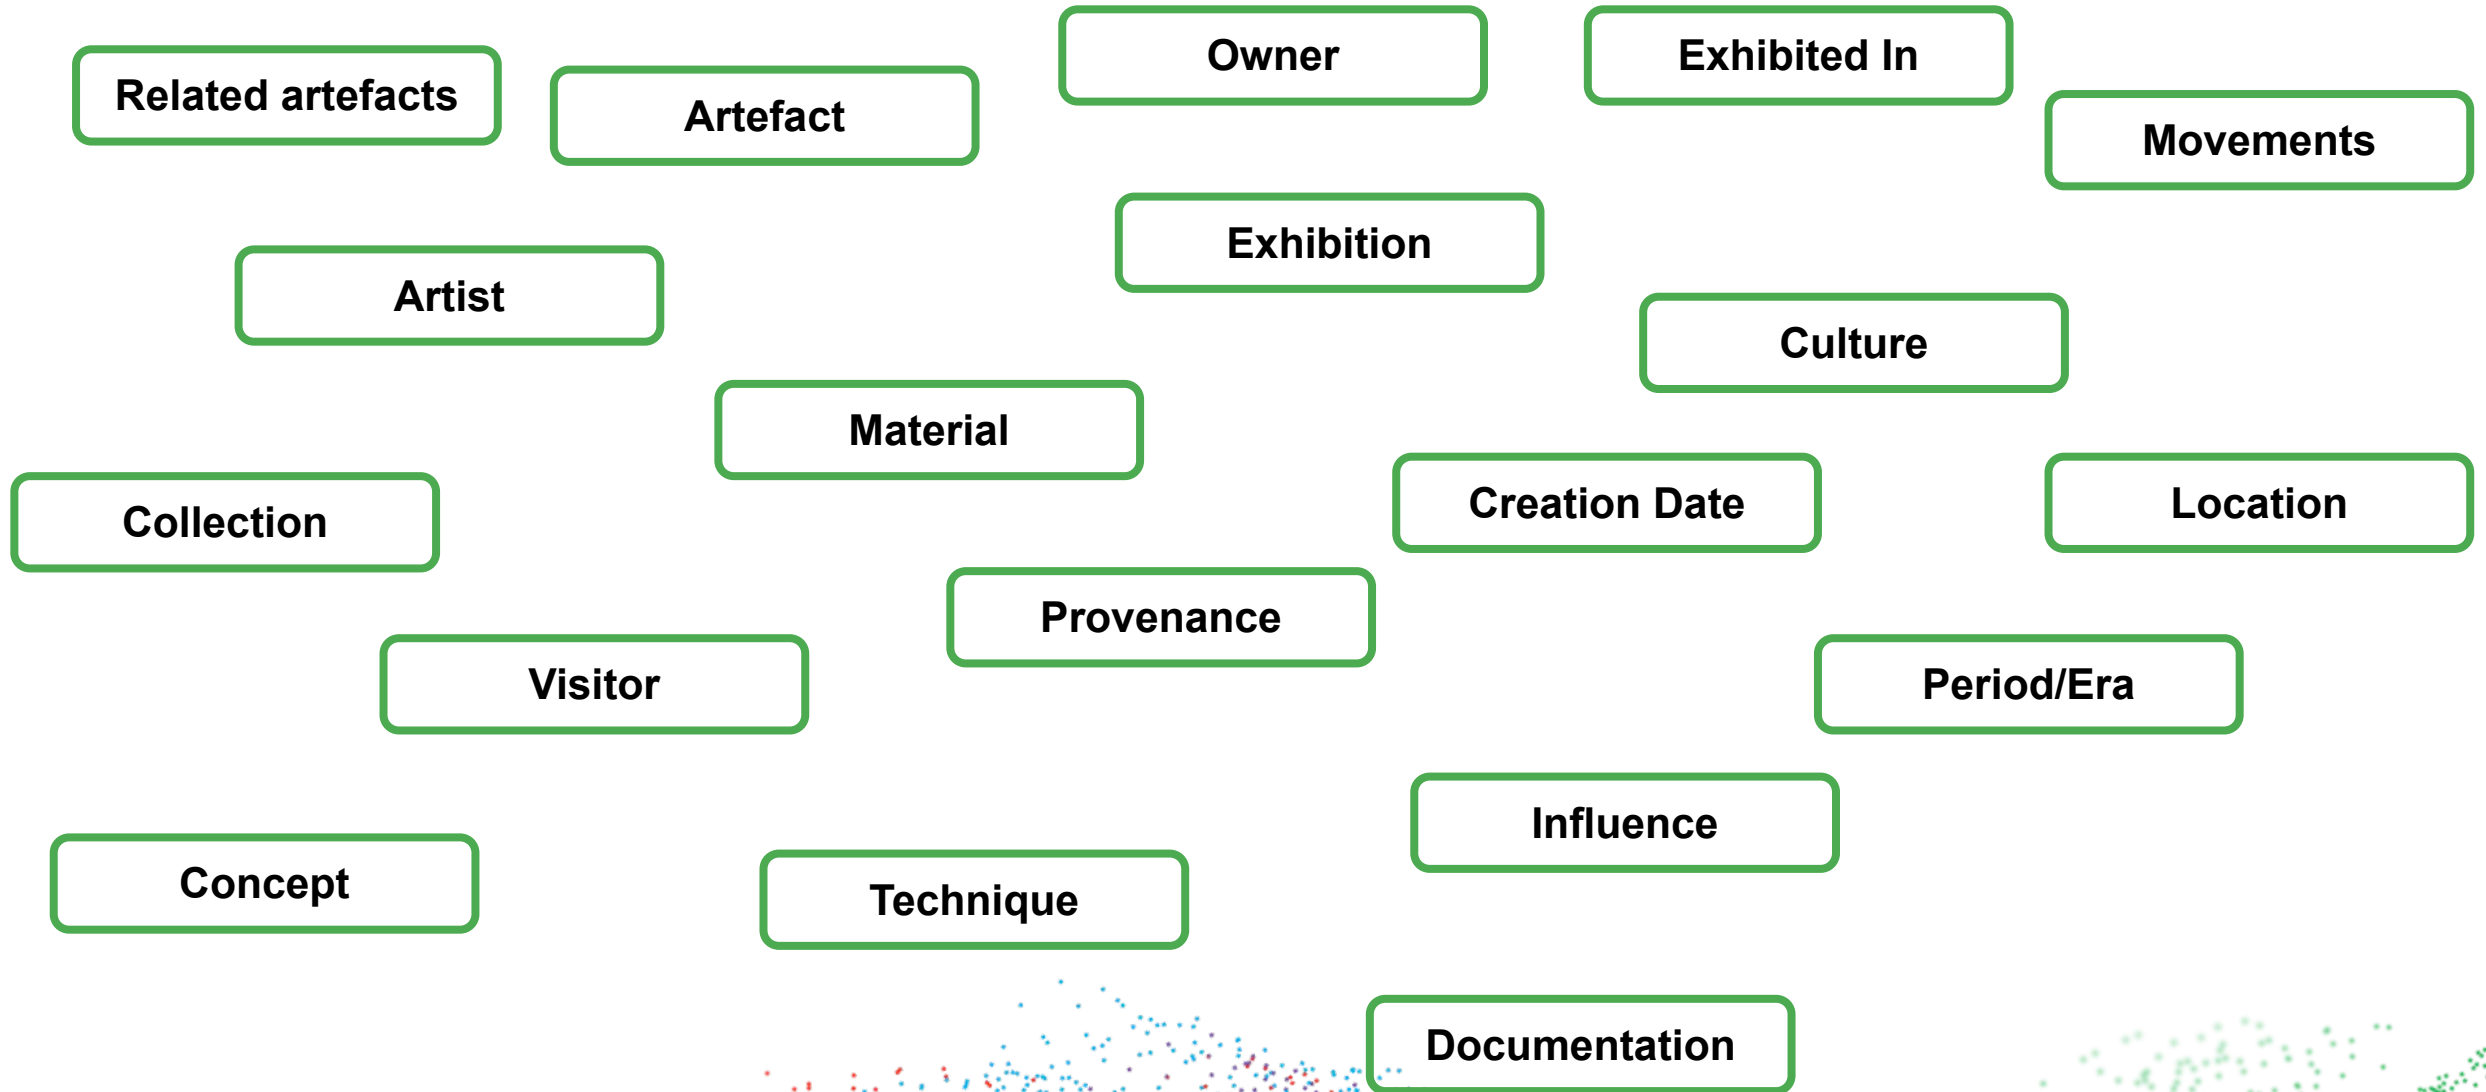 Owner
Exhibited In
Related artefacts
Artefact
Movements
Exhibition
Artist
Culture
Material
Creation Date
Location
Collection
Provenance
Visitor
Period/Era
Influence
Concept
Technique
Documentation